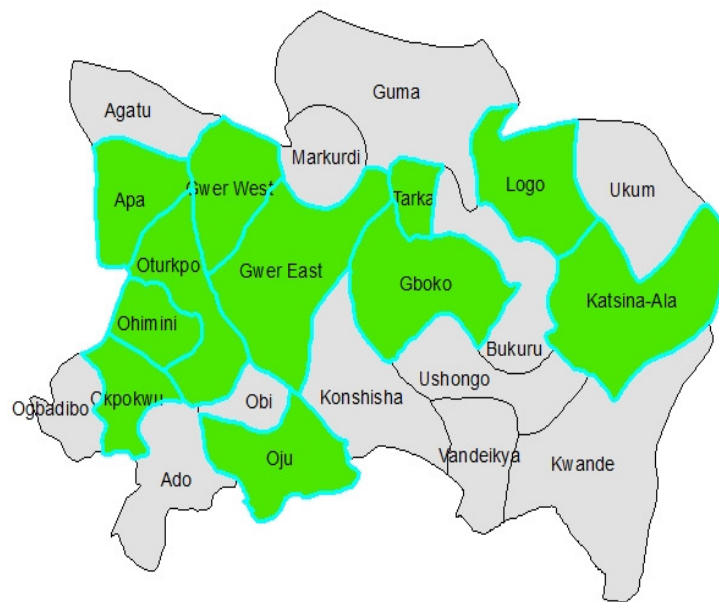 Guma
Agatu
Markurdi
Gwer West
Tarka
Logo
Ukum
Apa
Oturkpo
Gwer East
Gboko
Katsina-Ala
Ohimini
Bukuru
Ushongo
Ogbadibo
Okpokwu
Obi
Konshisha
Oju
Vandeikya
Kwande
Ado